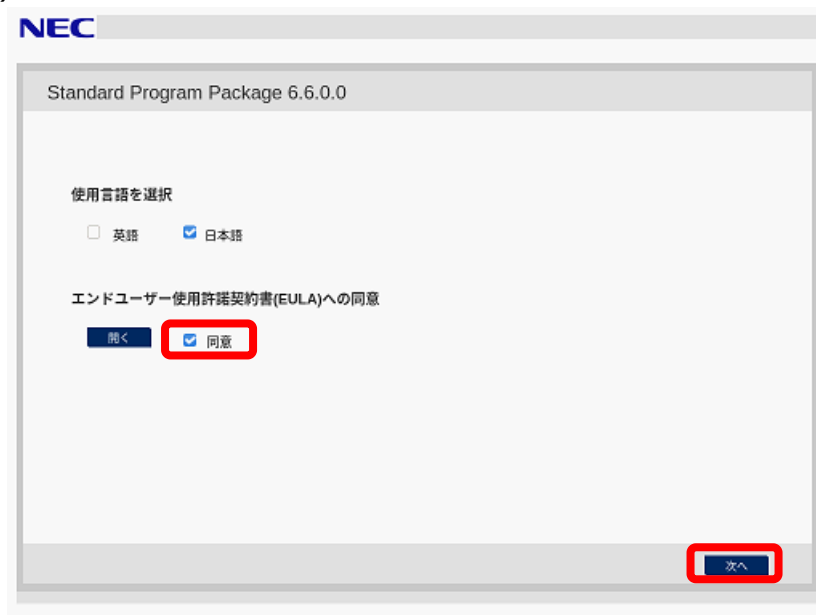 NEC
Standard Program Package 6.6.0.0
使用言語を選択
英語 日本語
エンドユーザー使用許諾契約書(EULA)への同意
開く 同意
次へ